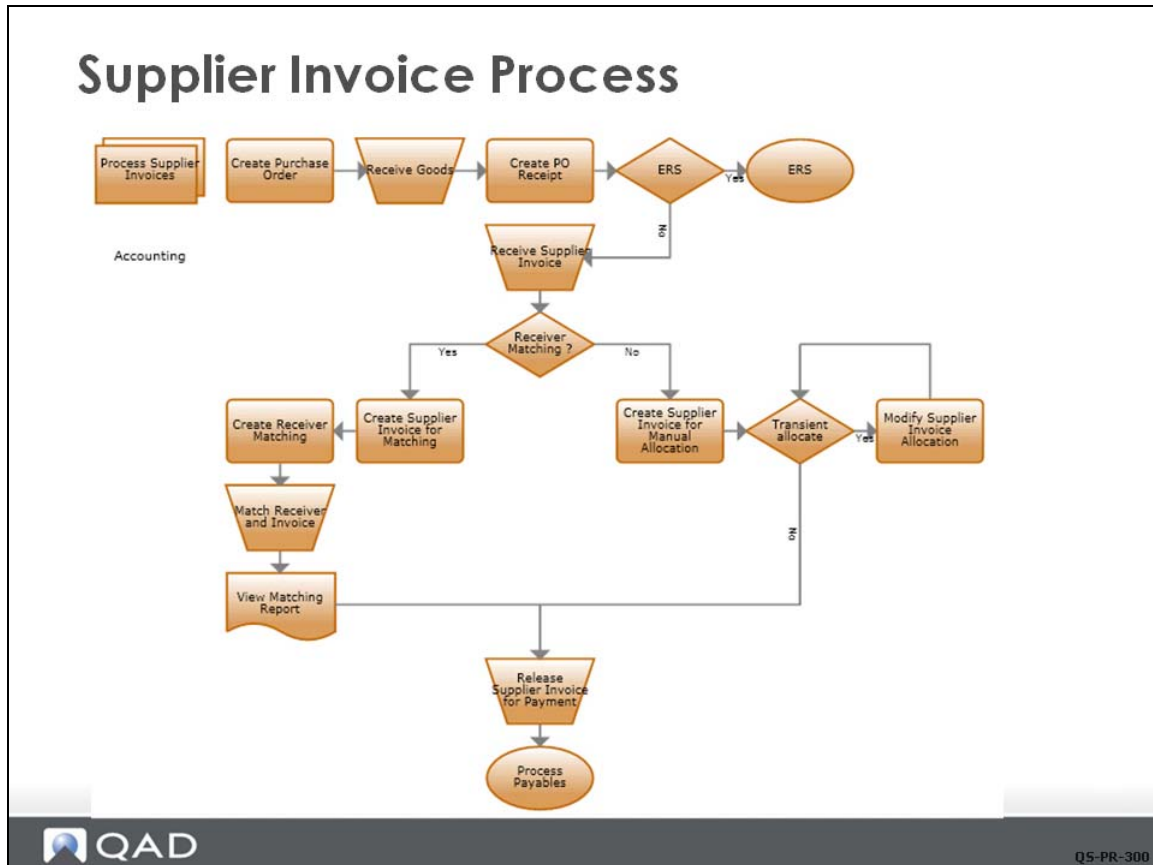 Supplier Invoice Process
Process Supplier
Invoices
Create Purchase
Order
Receive Goods
Create PO
Receipt
ERS
Yes
ERS
No
Accounting
Receive Supplier
Invoice
Receiver
Matching ?
Yes
No
Create Receiver
Matching
Create Supplier
Invoice for
Matching
Create Supplier
Invoice for
Manual
Allocation
Transient
allocate
Yes
Modify Supplier
Invoice
Allocation
Match Receiver
and Invoice
No
View Matching
Report
Release
Supplier Invoice
for Payment
Process
Payables
QAD
QS-PR-300